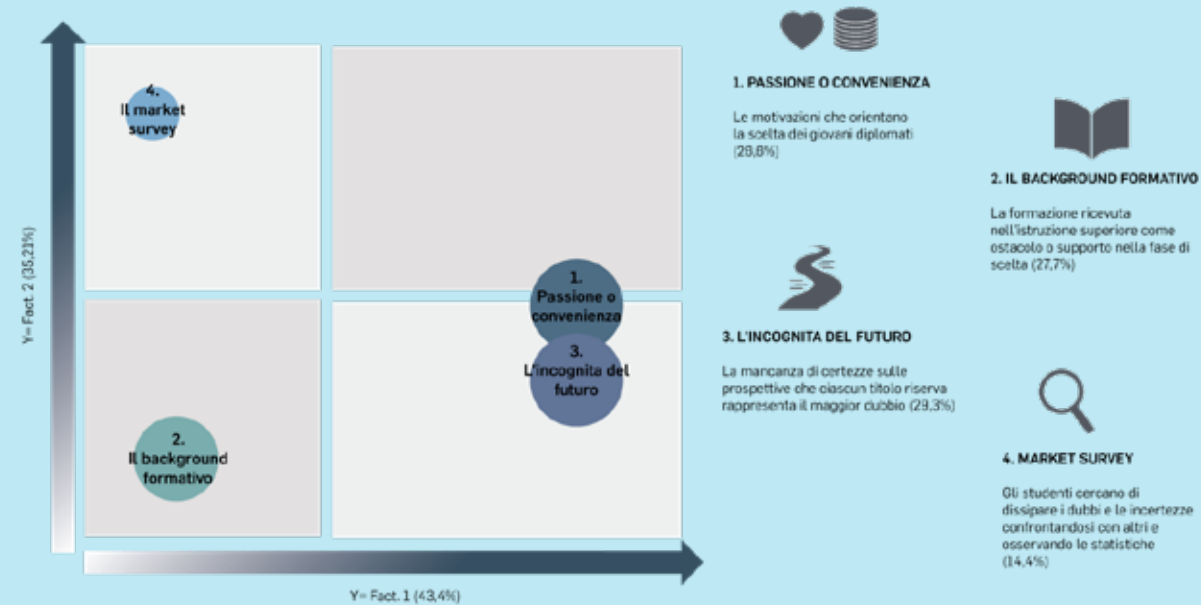 Y= Fact. 2 (35,21%)
4.
Il market
survey
1.
Passione o
convenienza
3.
L'incognita del
futuro
2.
Il background
formativo
Y= Fact. 1 (43,4%)
1. PASSIONE O CONVENIENZA
Le motivazioni che orientano
la scelta dei giovani diplomati
(28,6%)
2. IL BACKGROUND FORMATIVO
La formazione ricevuta
nell'istruzione superiore come
ostacolo o supporto nella fase di
scelta (27,7%)
3. L'INCOGNITA DEL FUTURO
La mancanza di certezze sulle
prospettive che ciascun titolo riserva
rappresenta il maggior dubbio (29,3%)
4. MARKET SURVEY
Gli studenti cercano di
dissipare i dubbi e le incertezze
confrontandosi con altri e
osservando le statistiche
(14,4%)